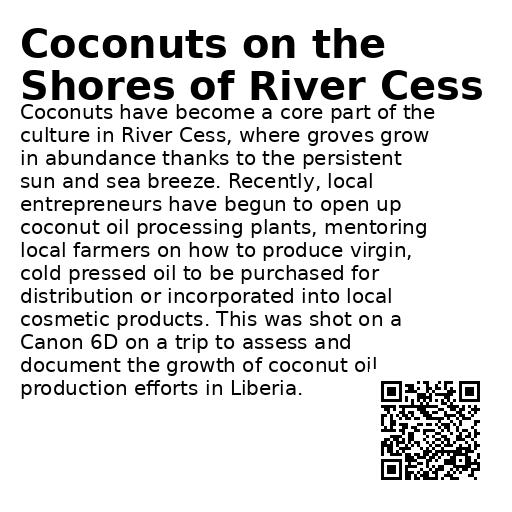 Coconuts on the
Shores of River Cess
Coconuts have become a core part of the
culture in River Cess, where groves grow
in abundance thanks to the persistent
sun and sea breeze. Recently, local
entrepreneurs have begun to open up
coconut oil processing plants, mentoring
local farmers on how to produce virgin,
cold pressed oil to be purchased for
distribution or incorporated into local
cosmetic products. This was shot on a
Canon 6D on a trip to assess and
document the growth of coconut oil
production efforts in Liberia.